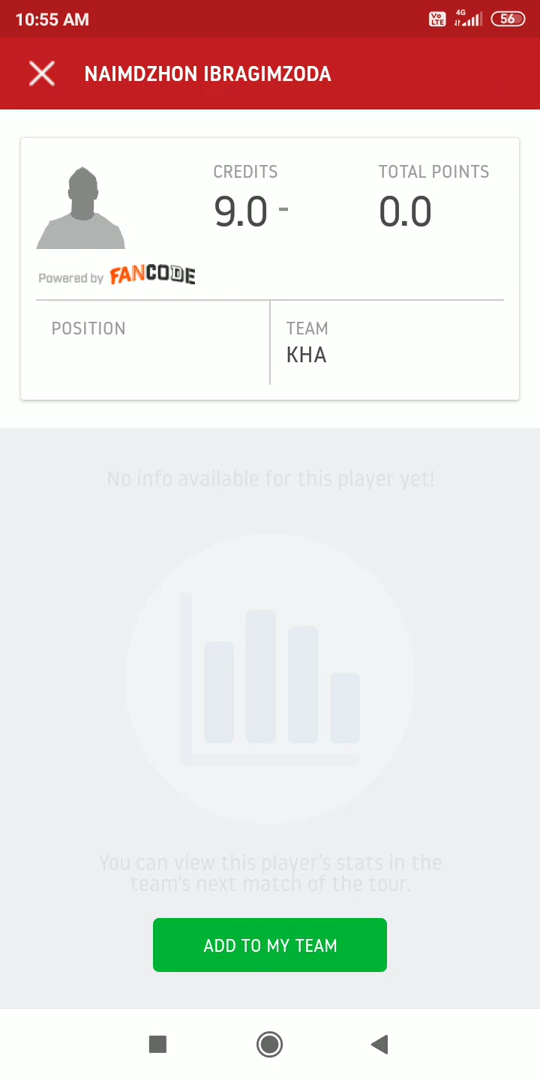 10:55 AM
Vo LTE
4G
56
NAIMDZHON IBRAGIMZODA
CREDITS
9.0 -
TOTAL POINTS
0.0
Powered by FANCODE
POSITION
TEAM
KHA
No info available for this player yet!
You can view this player's stats in the
team's next match of the tour.
ADD TO MY TEAM